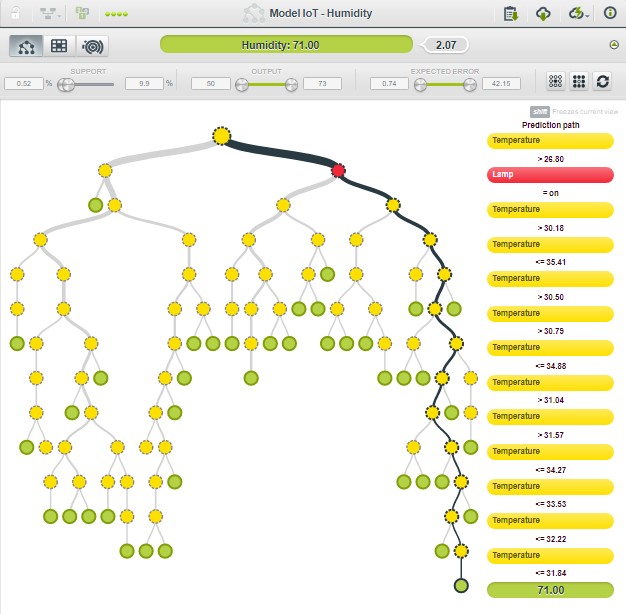 Model IoT - Humidity
Humidity: 71.00
2.07
SUPPORT
OUTPUT
EXPECTED ERROR
0.52 %
9.9 %
50
73
0.74
42.15
shift Freezes current view
Prediction path
Temperature
> 26.80
Lamp
= on
Temperature
> 30.18
Temperature
<= 35.41
Temperature
> 30.50
Temperature
> 30.79
Temperature
<= 34.88
Temperature
> 31.04
Temperature
> 31.57
Temperature
<= 34.27
Temperature
<= 33.53
Temperature
<= 32.22
Temperature
<= 31.84
71.00